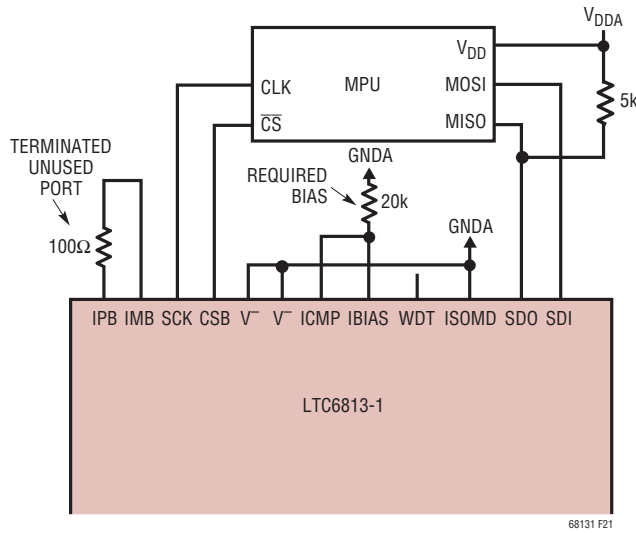 V_DDA
V_DD
CLK MPU MOSI
5k
CS̅ MISO
TERMINATED
UNUSED
PORT
GNDA
REQUIRED
BIAS
20k
GNDA
100Ω
IPB IMB SCK CSB V⁻ V⁻ ICMP IBIAS WDT ISOMD SDO SDI
LTC6813-1
68131 F21